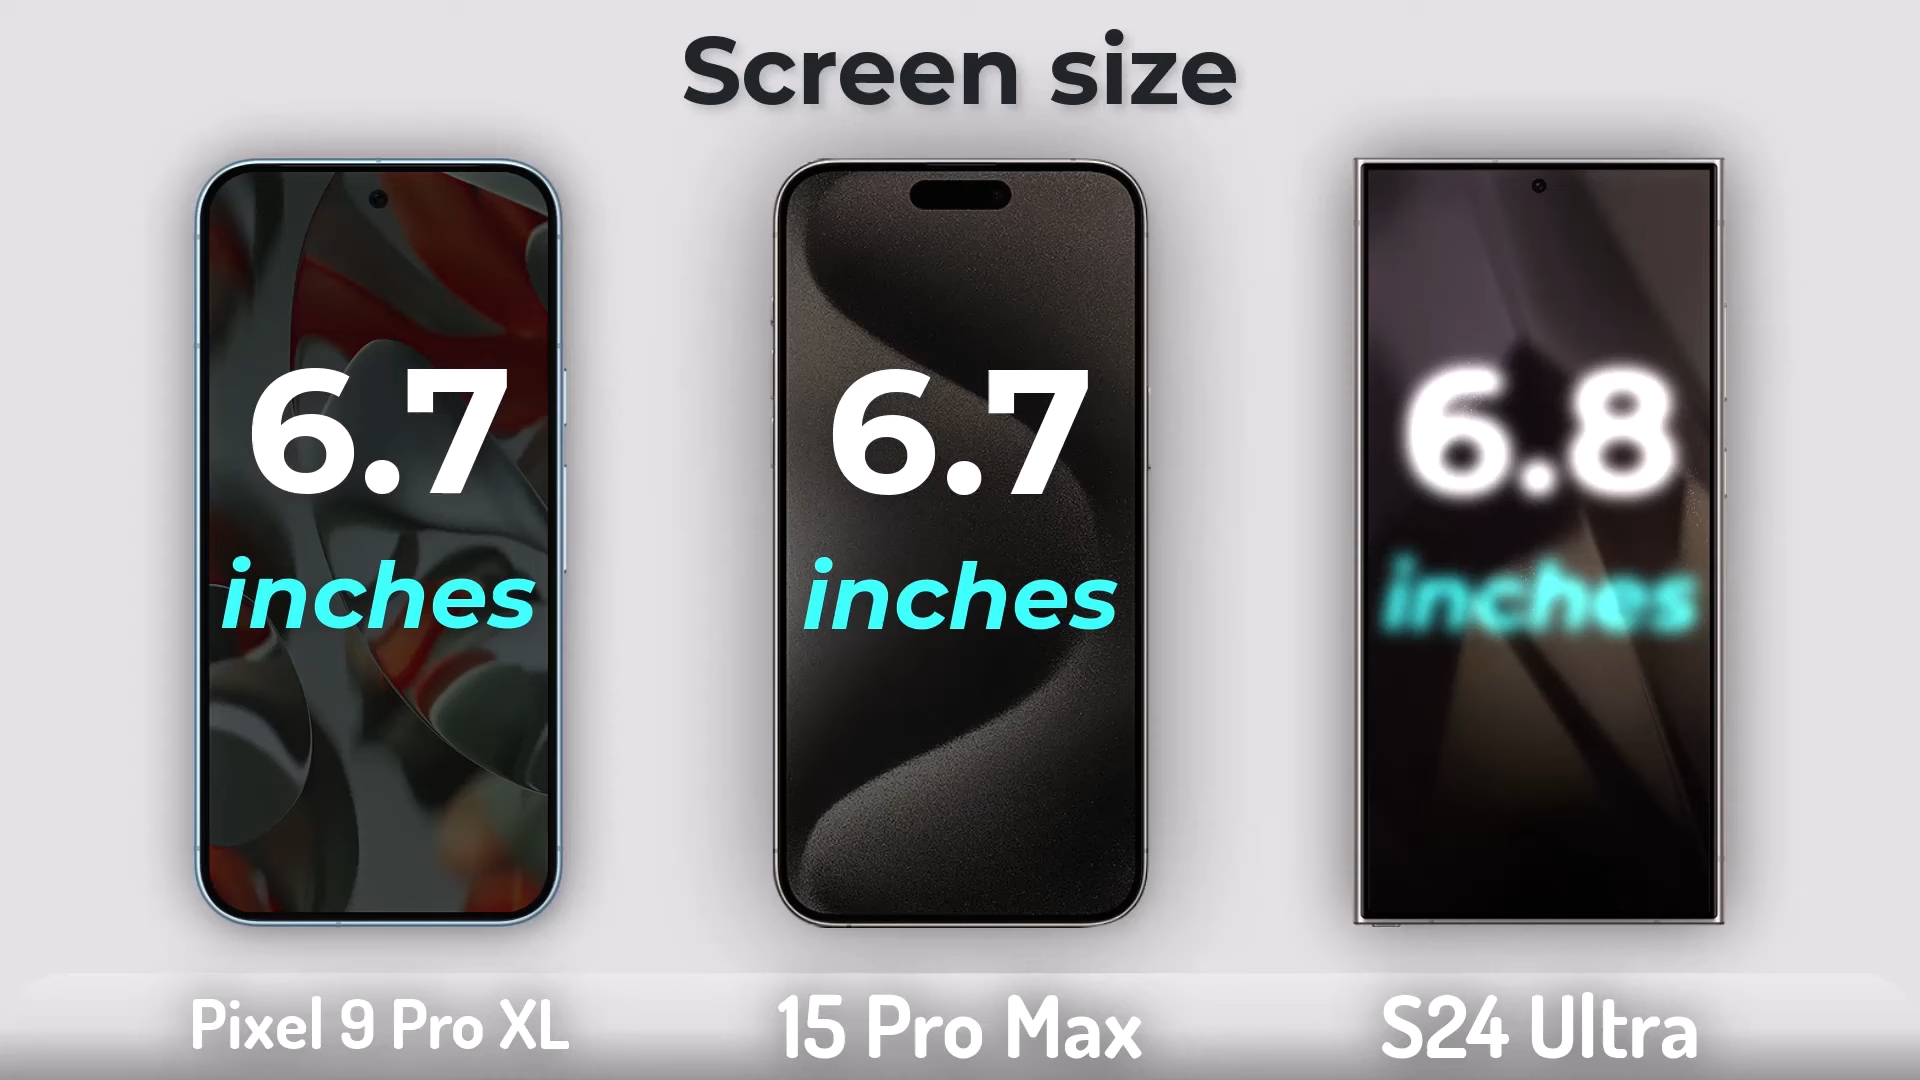 Screen size
6.7
inches
6.7
inches
6.8
inches
Pixel 9 Pro XL
15 Pro Max
S24 Ultra